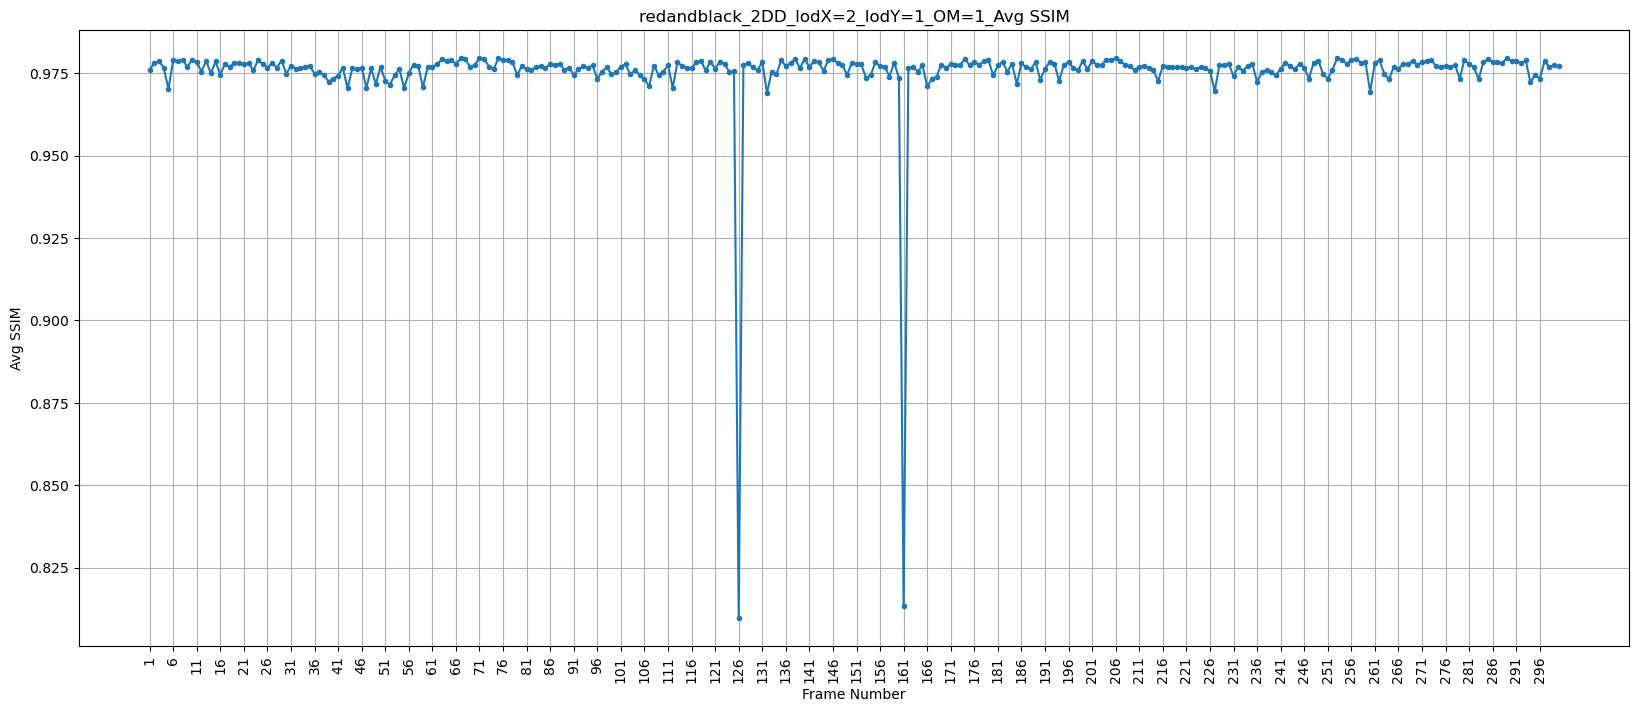 redandblack_2DD_lodX=2_lodY=1_OM=1_Avg SSIM
Avg SSIM
0.975
0.950
0.925
0.900
0.875
0.850
0.825
1 6 11 16 21 26 31 36 41 46 51 56 61 66 71 76 81 86 91 96 101 106 111 116 121 126 131 136 141 146 151 156 161 166 171 176 181 186 191 196 201 206 211 216 221 226 231 236 241 246 251 256 261 266 271 276 281 286 291 296
Frame Number